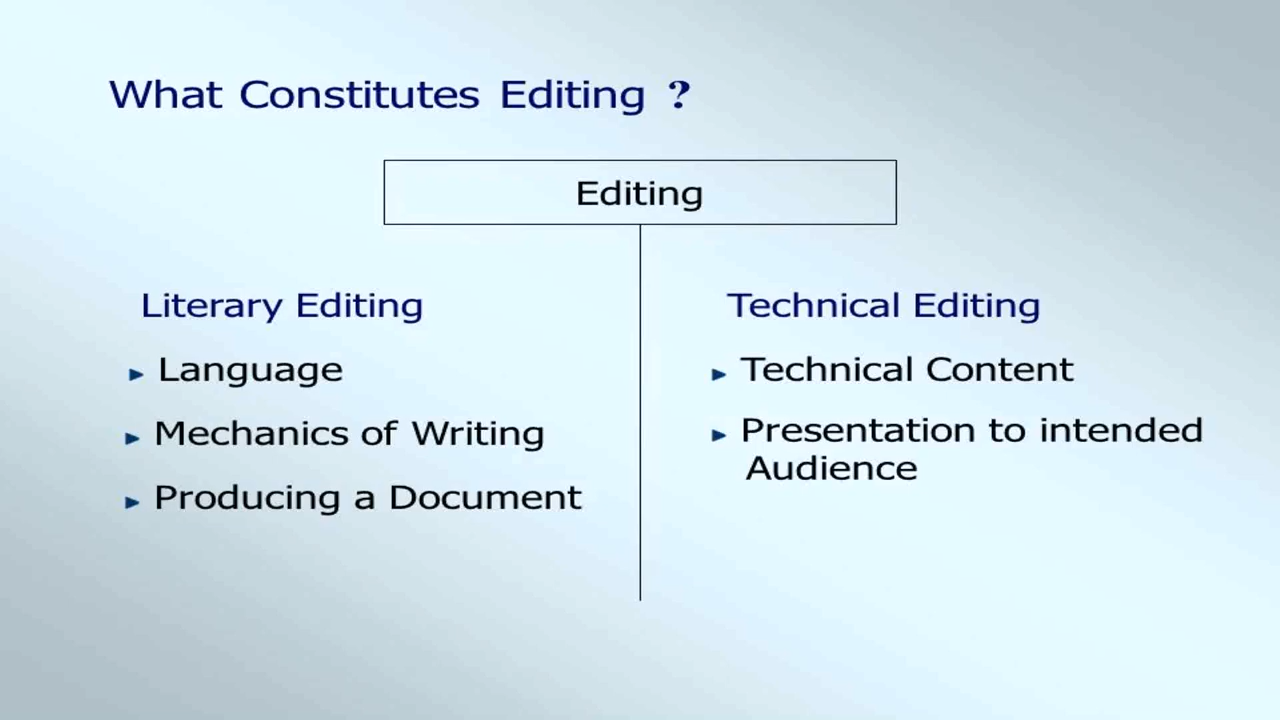 What Constitutes Editing ?
Editing
Literary Editing
Language
Mechanics of Writing
Producing a Document
Technical Editing
Technical Content
Presentation to intended
Audience